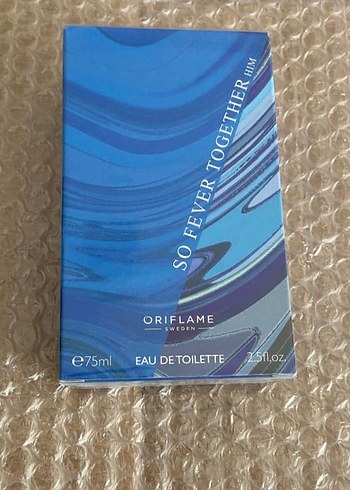 SO FEVER TOGETHER HIM
ORIFLAME
SWEDEN
℮75ml EAU DE TOILETTE 2.5fl.oz.